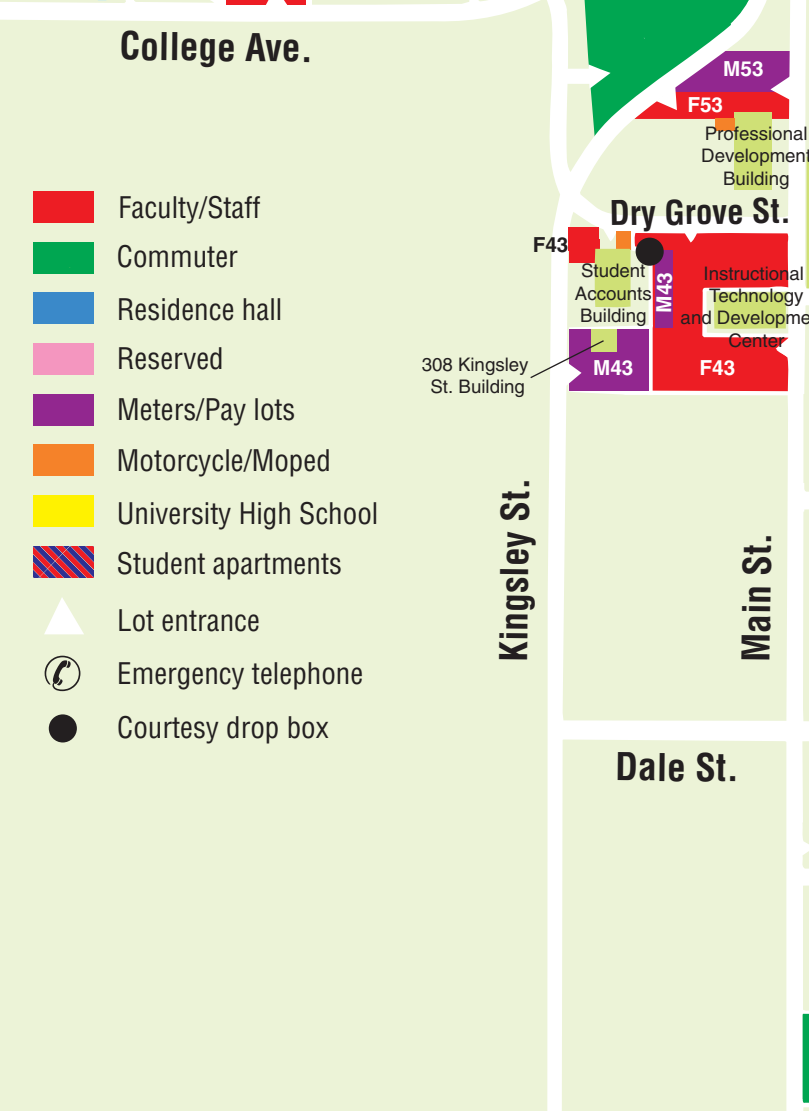 College Ave.
M53
F53
Professional
Development
Building
Dry Grove St.
F43
Student
Accounts
Building
M43
Instructional
Technology
and Developme
Center
308 Kingsley
St. Building
M43
F43
Faculty/Staff
Commuter
Residence hall
Reserved
Meters/Pay lots
Motorcycle/Moped
University High School
Student apartments
Lot entrance
Emergency telephone
Courtesy drop box
Kingsley St.
Main St.
Dale St.